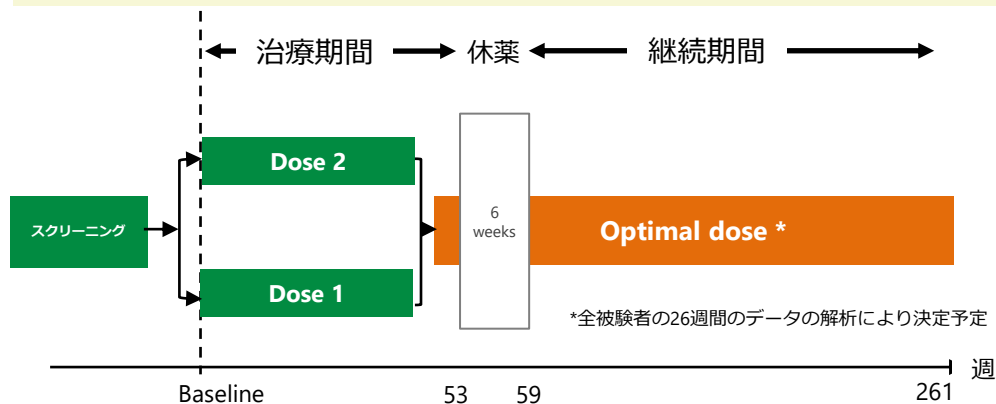 治療期間
休薬
継続期間
Dose 2
スクリーニング
6
weeks
Optimal dose *
Dose 1
*全被験者の26週間のデータの解析により決定予定
週
Baseline
53
59
261